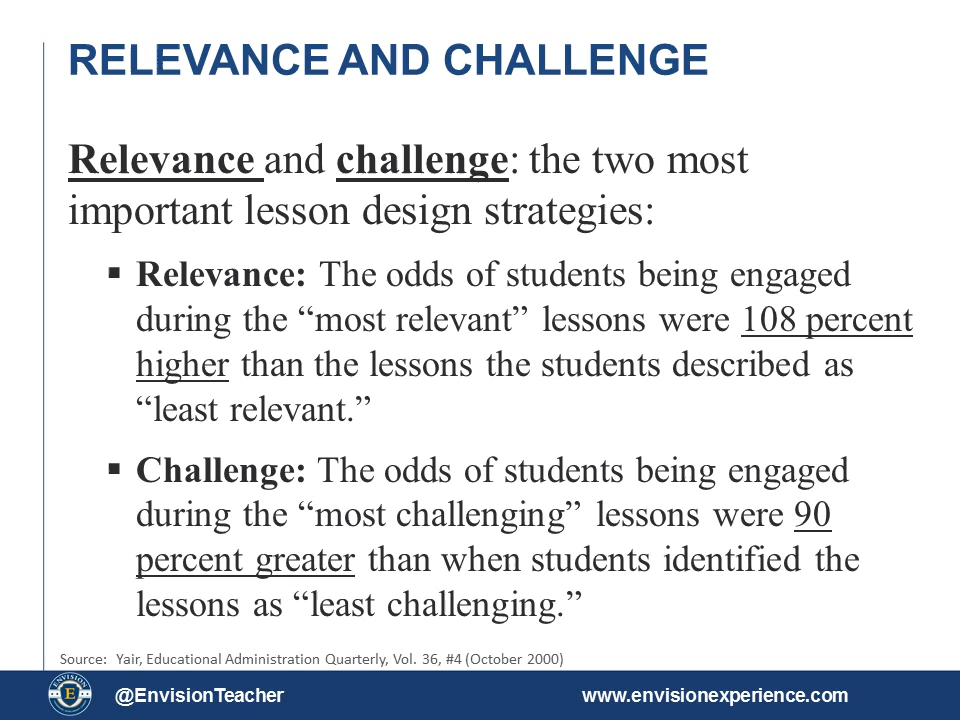 RELEVANCE AND CHALLENGE
Relevance and challenge: the two most
important lesson design strategies:
▪ Relevance: The odds of students being engaged
during the “most relevant” lessons were 108 percent
higher than the lessons the students described as
“least relevant.”
▪ Challenge: The odds of students being engaged
during the “most challenging” lessons were 90
percent greater than when students identified the
lessons as “least challenging.”
Source: Yair, Educational Administration Quarterly, Vol. 36, #4 (October 2000)
E
@EnvisionTeacher www.envisionexperience.com